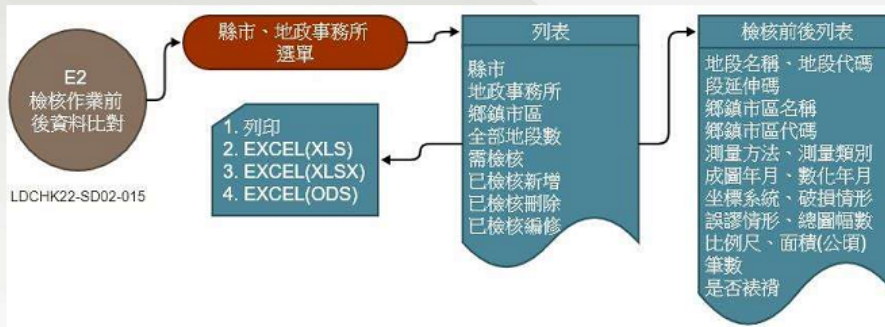 E2
檢核作業前
後資料比對
LDCHK22-SD02-015
縣市、地政事務所
選單
1. 列印
2. EXCEL(XLS)
3. EXCEL(XLSX)
4. EXCEL(ODS)
列表
縣市
地政事務所
鄉鎮市區
全部地段數
需檢核
已檢核新增
已檢核刪除
已檢核編修
檢核前後列表
地段名稱、地段代碼
段延伸碼
鄉鎮市區名稱
鄉鎮市區代碼
測量方法、測量類別
成圖年月、數化年月
坐標系統、破損情形
誤謬情形、總圖幅數
比例尺、面積(公頃)
筆數
是否裱褙